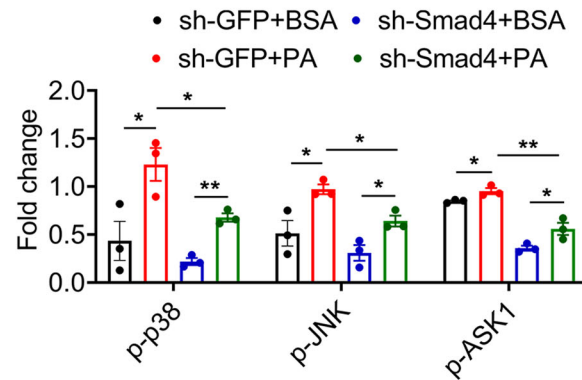 sh-GFP+BSA sh-Smad4+BSA
sh-GFP+PA sh-Smad4+PA
Fold change
2.0
1.5
1.0
0.5
0.0
* * ** * * * * ** *
p-p38 p-JNK p-ASK1